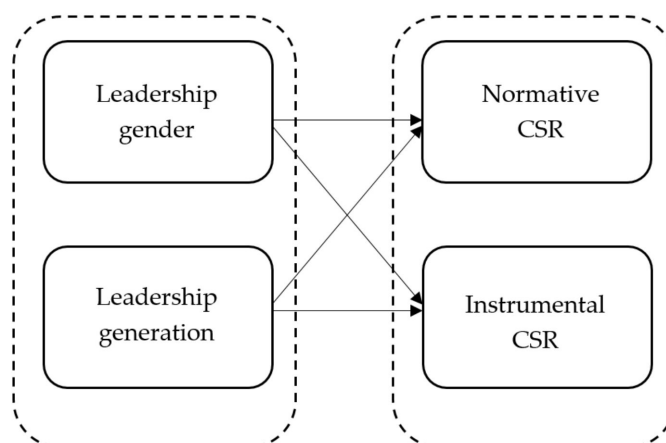 Leadership
gender
Normative
CSR
Leadership
generation
Instrumental
CSR